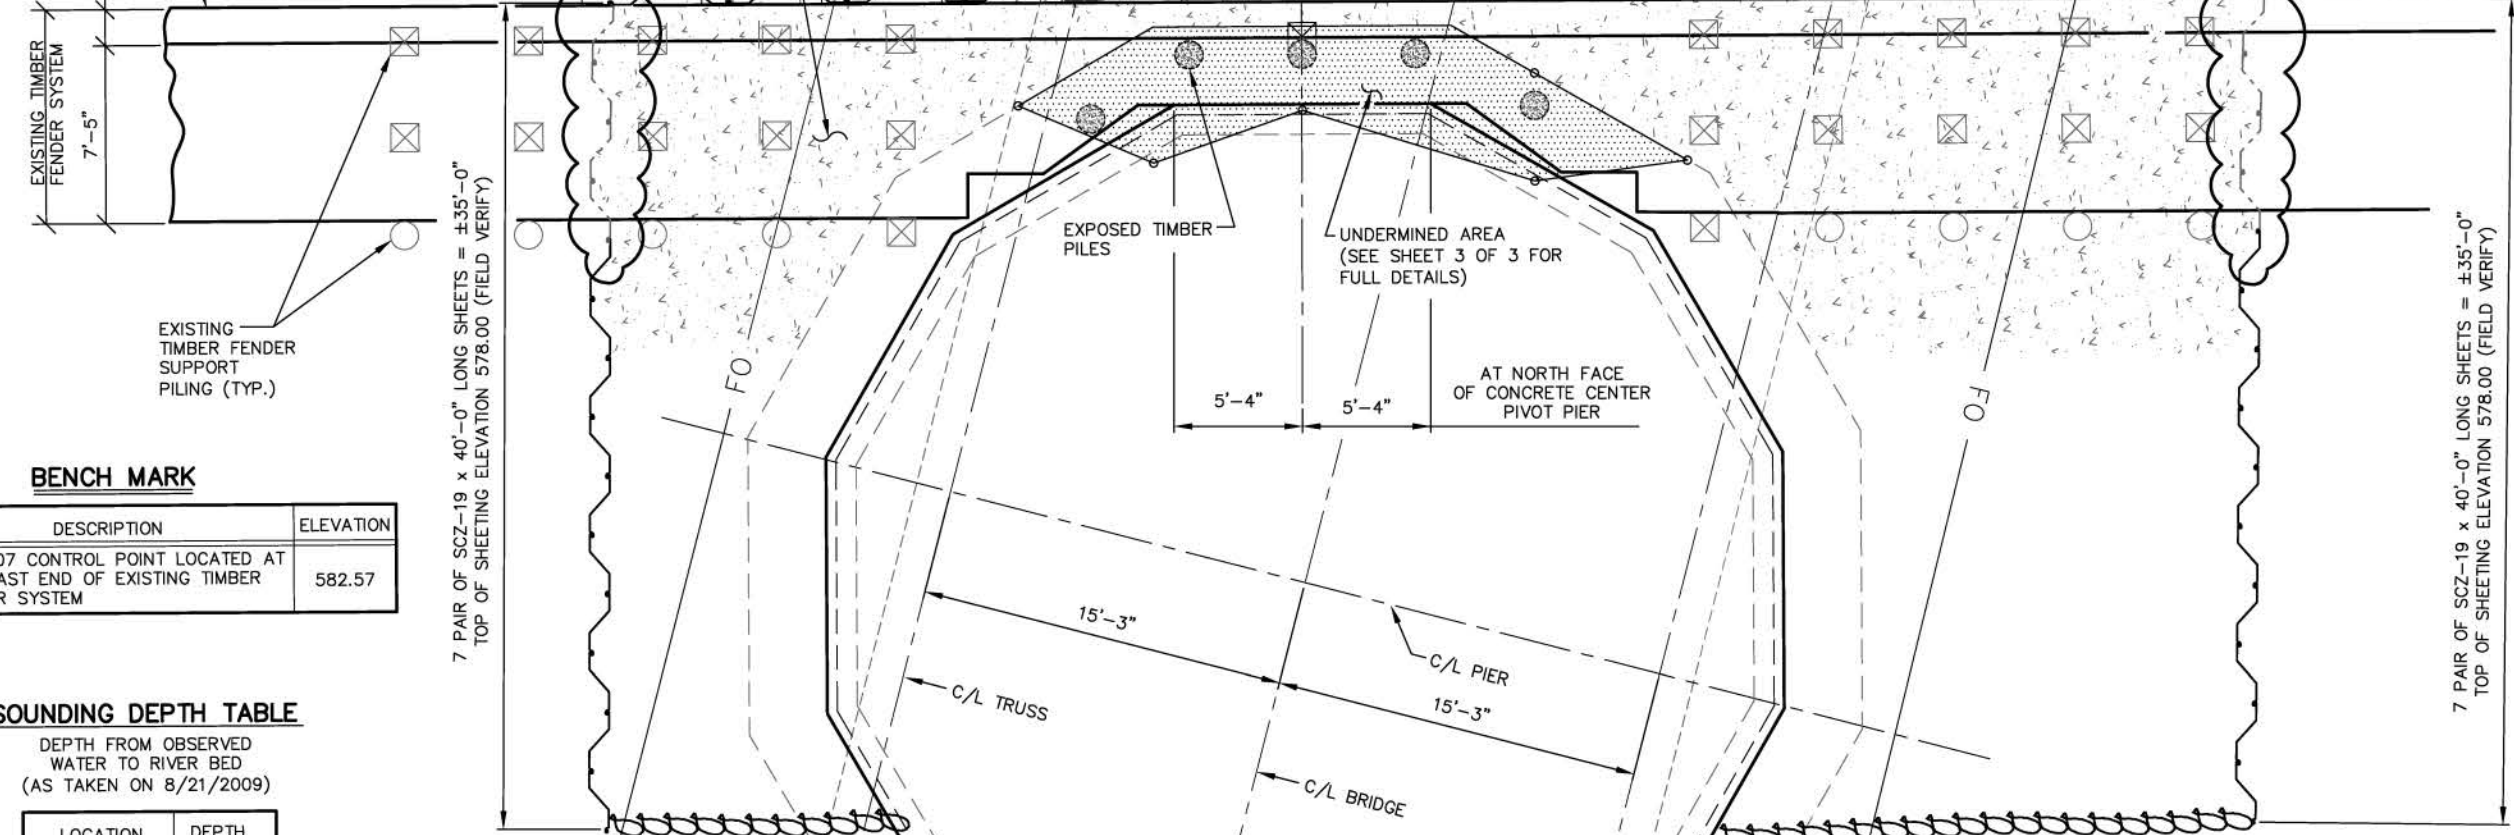 EXISTING TIMBER
FENDER SYSTEM
7'-5"
EXISTING
TIMBER FENDER
SUPPORT
PILING (TYP.)
7 PAIR OF SCZ-19 x 40'-0" LONG SHEETS = ±35'-0"
TOP OF SHEETING ELEVATION 578.00 (FIELD VERIFY)
EXPOSED TIMBER
PILES
UNDERMINED AREA
(SEE SHEET 3 OF 3 FOR
FULL DETAILS)
AT NORTH FACE
OF CONCRETE CENTER
PIVOT PIER
5'-4"
5'-4"
FO
FO
BENCH MARK
DESCRIPTION
ELEVATION
07 CONTROL POINT LOCATED AT
AST END OF EXISTING TIMBER
R SYSTEM
582.57
15'-3"
C/L PIER
15'-3"
C/L TRUSS
C/L BRIDGE
SOUNDING DEPTH TABLE
DEPTH FROM OBSERVED
WATER TO RIVER BED
(AS TAKEN ON 8/21/2009)
LOCATION
DEPTH
7 PAIR OF SCZ-19 x 40'-0" LONG SHEETS = ±35'-0"
TOP OF SHEETING ELEVATION 578.00 (FIELD VERIFY)